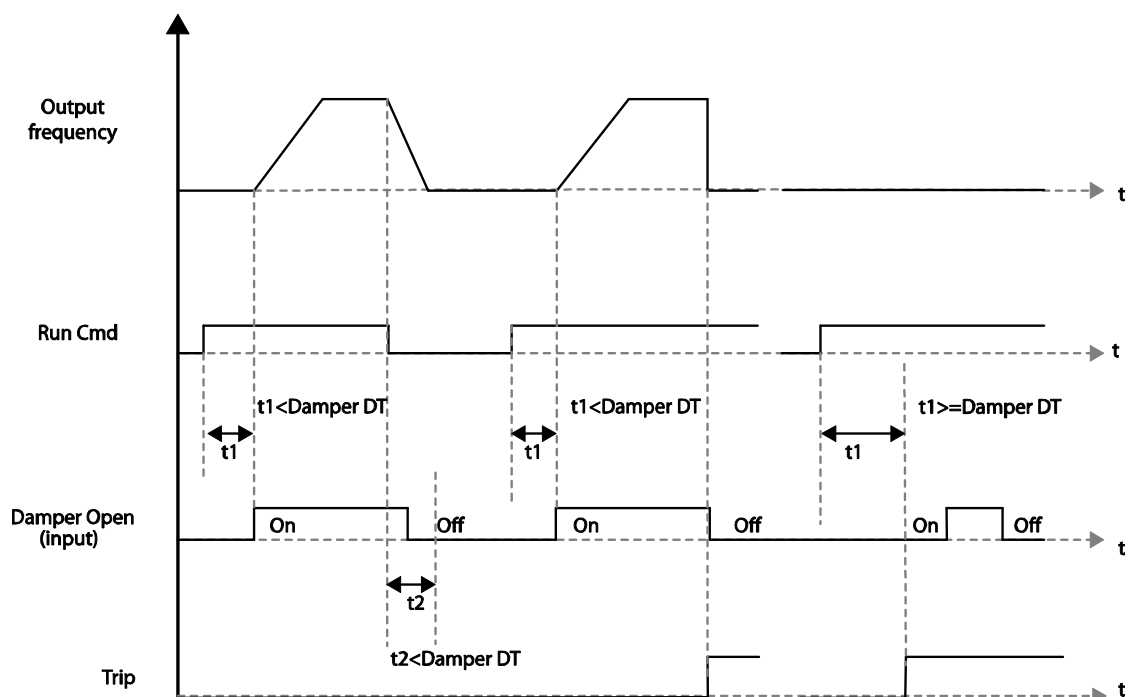 Output
frequency
t
Run Cmd
t
t1<Damper DT
t1<Damper DT
t1>=Damper DT
t1
t1
t1
Damper Open
(input)
On
Off
On
Off
On
Off
t
t2
t2<Damper DT
Trip
t